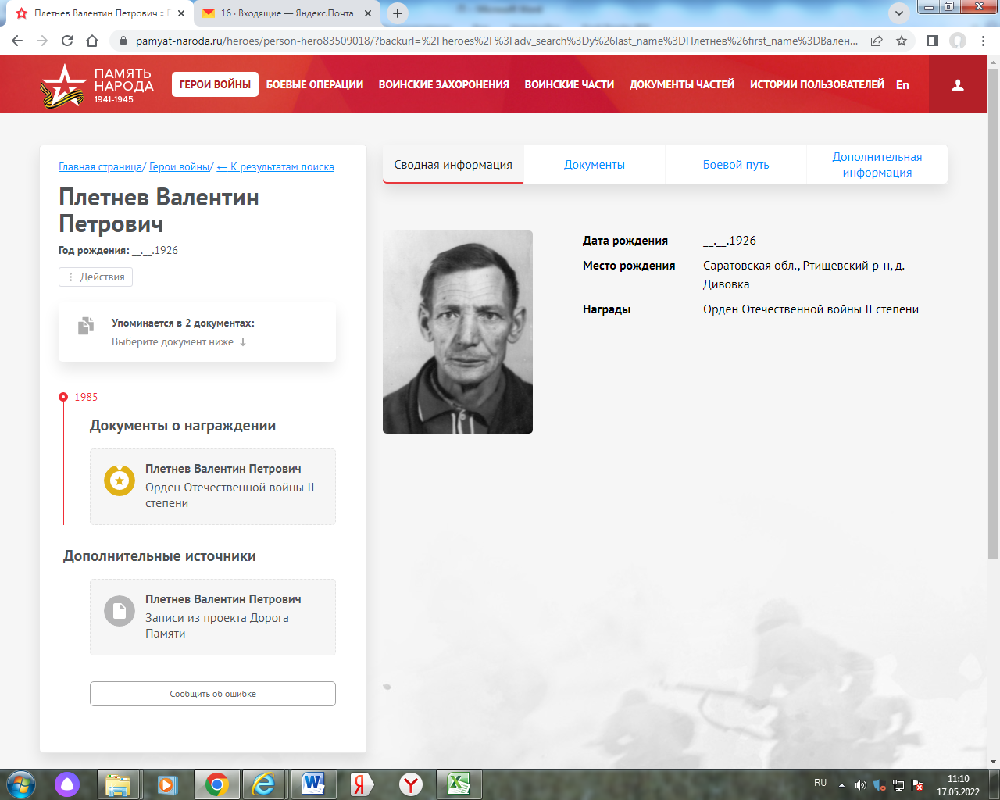 Плетнев Валентин Петрович :: Г
16 · Входящие — Яндекс.Почта
pamyat-naroda.ru/heroes/person-hero83509018/?backurl=%2Fheroes%2F%3Fadv_search%3Dy%26last_name%3DПлетнев%26first_name%3DВален...
ПАМЯТЬ
НАРОДА
1941-1945
ГЕРОИ ВОЙНЫ
БОЕВЫЕ ОПЕРАЦИИ
ВОИНСКИЕ ЗАХОРОНЕНИЯ
ВОИНСКИЕ ЧАСТИ
ДОКУМЕНТЫ ЧАСТЕЙ
ИСТОРИИ ПОЛЬЗОВАТЕЛЕЙ
En
Главная страница/ Герои войны/ ← К результатам поиска
Плетнев Валентин
Петрович
Год рождения: __.__.1926
Действия
Упоминается в 2 документах:
Выберите документ ниже ↓
1985
Документы о награждении
Плетнев Валентин Петрович
Орден Отечественной войны II
степени
Дополнительные источники
Плетнев Валентин Петрович
Записи из проекта Дорога
Памяти
Сообщить об ошибке
Сводная информация
Документы
Боевой путь
Дополнительная
информация
Дата рождения __.__.1926
Место рождения Саратовская обл., Ртищевский р-н, д.
Дивовка
Награды Орден Отечественной войны II степени
RU
11:10
17.05.2022